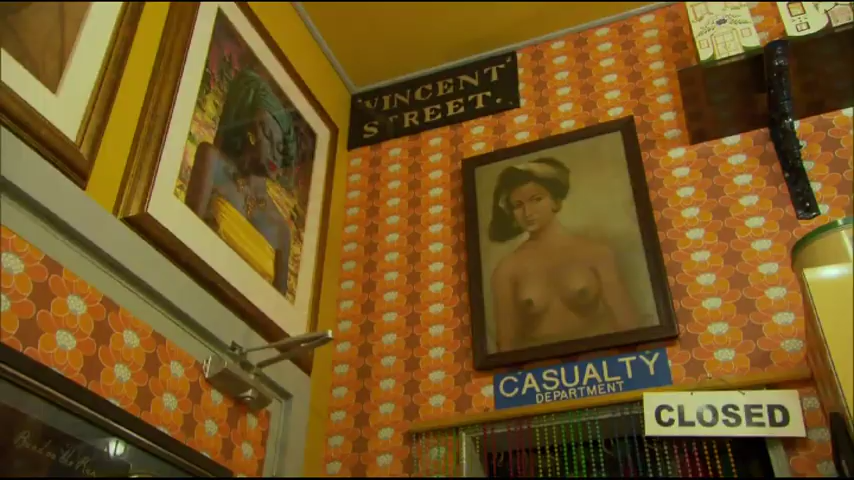 VINCENT
STREET.
CASUALTY
DEPARTMENT
CLOSED